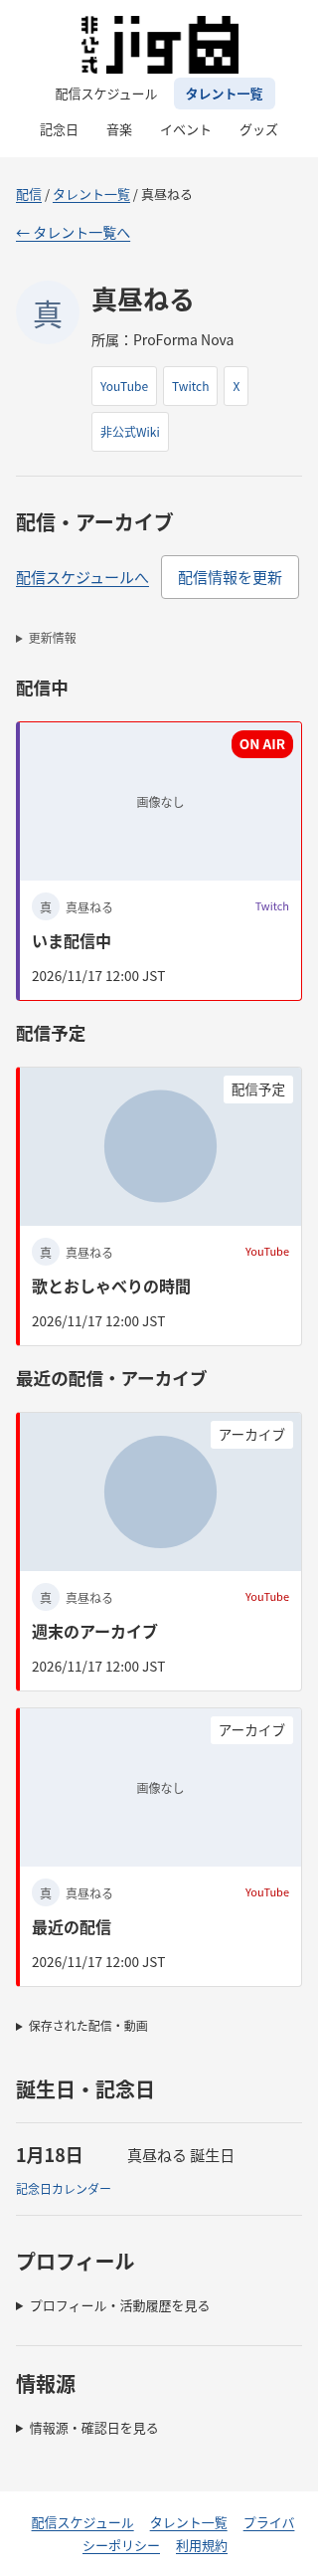 非公式 jig
配信スケジュール タレント一覧
記念日 音楽 イベント グッズ
配信 / タレント一覧 / 真昼ねる
← タレント一覧へ
真
真昼ねる
所属：ProForma Nova
YouTube Twitch X
非公式Wiki
配信・アーカイブ
配信スケジュールへ 配信情報を更新
▶ 更新情報
配信中
ON AIR
画像なし
真 真昼ねる Twitch
いま配信中
2026/11/17 12:00 JST
配信予定
配信予定
真 真昼ねる YouTube
歌とおしゃべりの時間
2026/11/17 12:00 JST
最近の配信・アーカイブ
アーカイブ
真 真昼ねる YouTube
週末のアーカイブ
2026/11/17 12:00 JST
アーカイブ
画像なし
真 真昼ねる YouTube
最近の配信
2026/11/17 12:00 JST
▶ 保存された配信・動画
誕生日・記念日
1月18日 真昼ねる 誕生日
記念日カレンダー
プロフィール
▶ プロフィール・活動履歴を見る
情報源
▶ 情報源・確認日を見る
配信スケジュール タレント一覧 プライバ
シーポリシー 利用規約